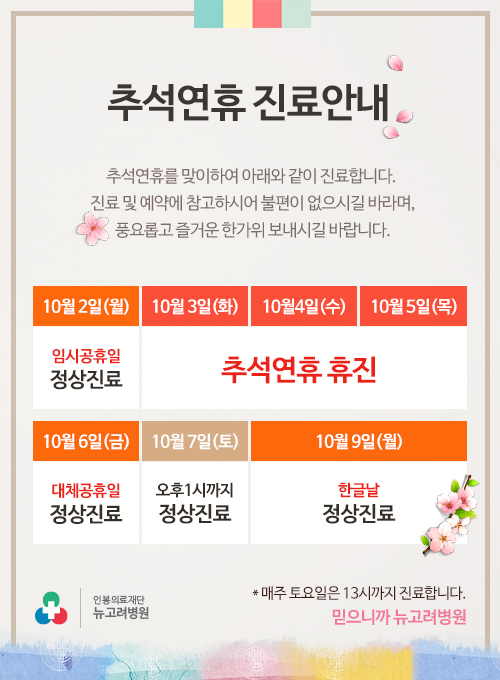 추석연휴 진료안내
추석연휴를 맞이하여 아래와 같이 진료합니다.
진료 및 예약에 참고하시어 불편이 없으시길 바라며,
풍요롭고 즐거운 한가위 보내시길 바랍니다.
10월 2일(월) 10월 3일(화) 10월4일(수) 10월 5일(목)
임시공휴일
정상진료
추석연휴 휴진
10월 6일(금) 10월 7일(토) 10월 9일(월)
대체공휴일 오후1시까지 한글날
정상진료 정상진료 정상진료
* 매주 토요일은 13시까지 진료합니다.
인봉의료재단
뉴고려병원
믿으니까 뉴고려병원